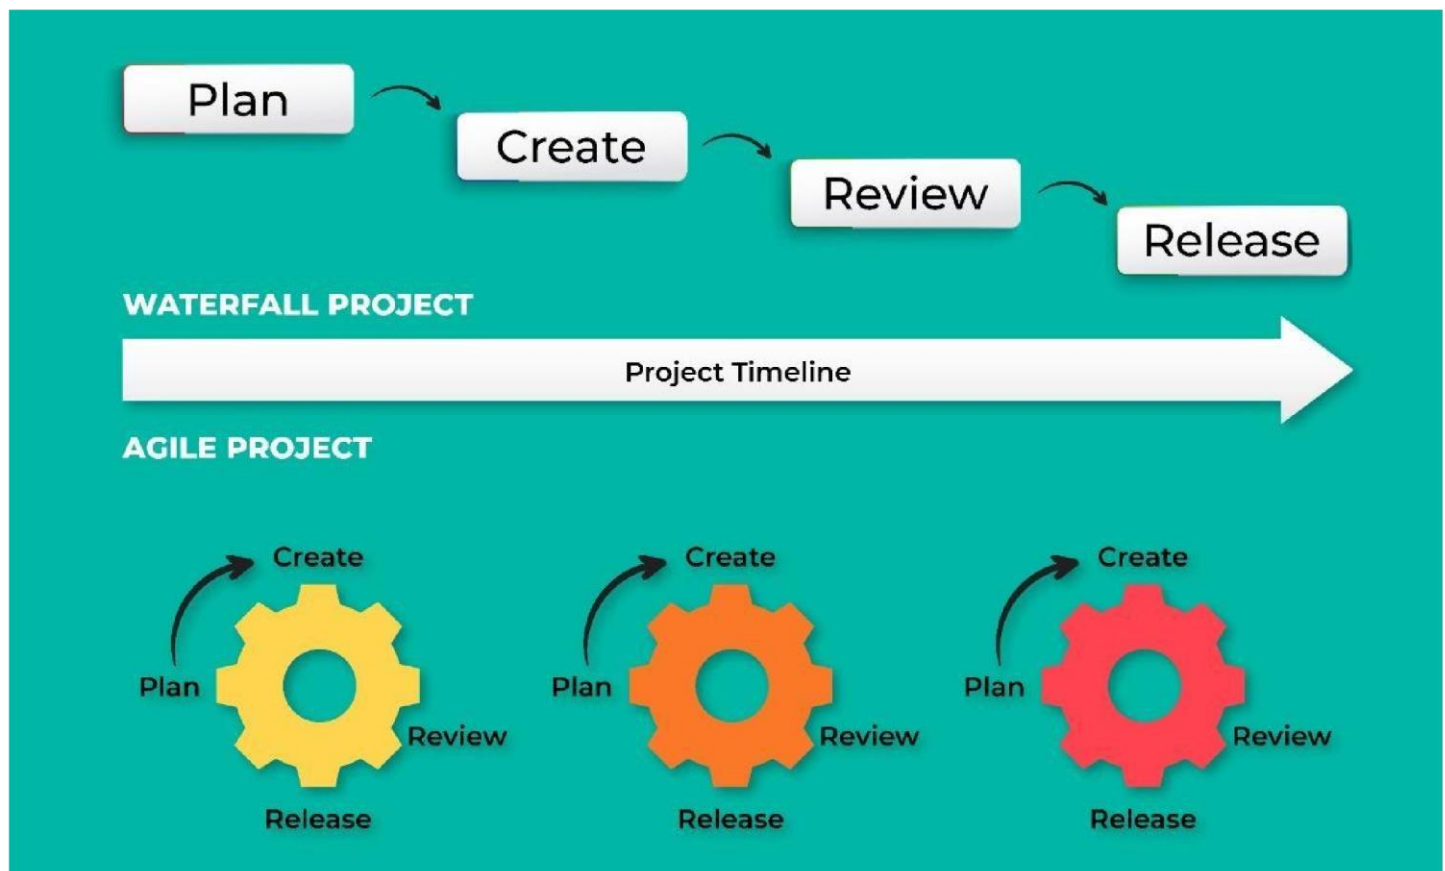 Plan
Create
Review
Release
WATERFALL PROJECT
Project Timeline
AGILE PROJECT
Create
Plan
Review
Release
Create
Plan
Review
Release
Create
Plan
Review
Release